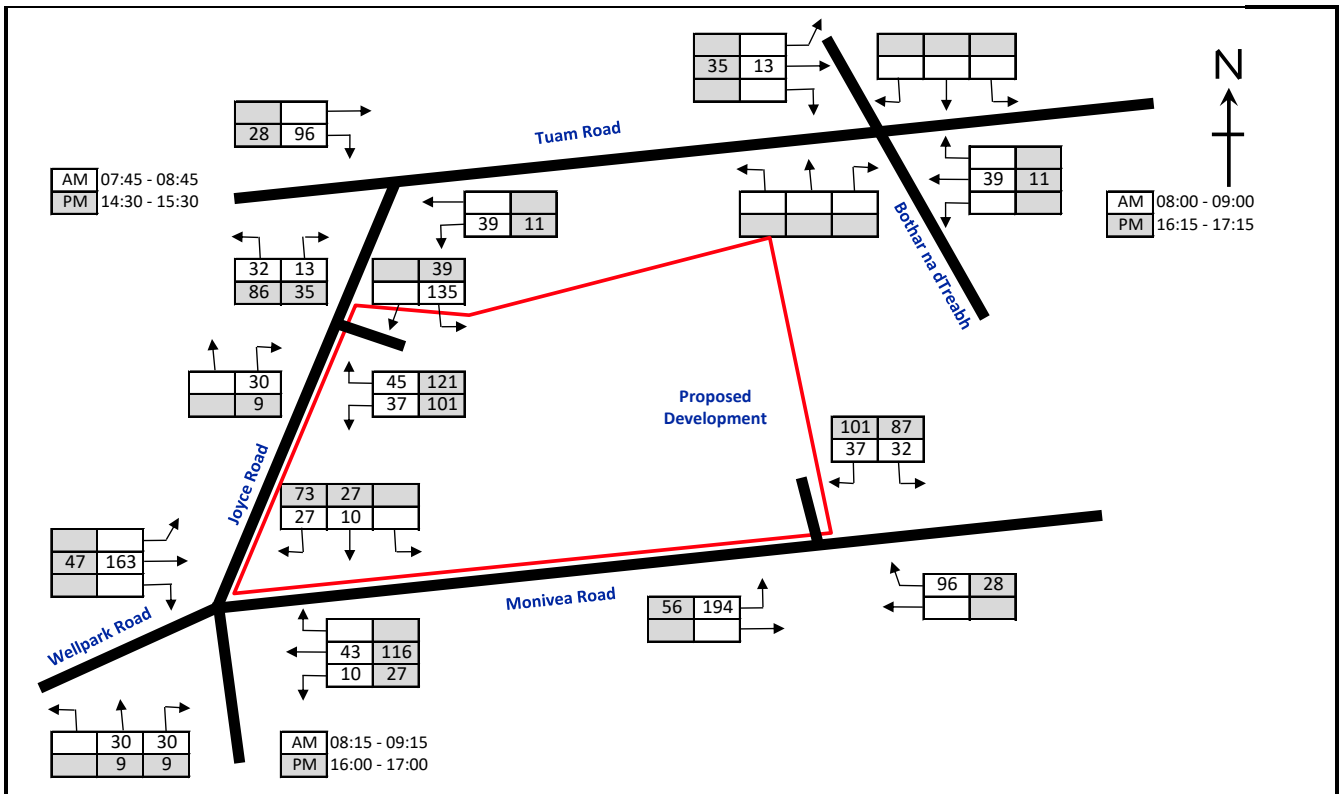 35 13
N
28 96
Tuam Road
AM 07:45 - 08:45
PM 14:30 - 15:30
39 11
AM 08:00 - 09:00
PM 16:15 - 17:15
39 11
Bothar na dTreabh
32 13
86 35
39
135
30
9
45 121
37 101
Proposed
Development
101 87
37 32
Joyce Road
73 27
27 10
47 163
Monivea Road
96 28
56 194
Wellpark Road
43 116
10 27
30 30
9 9
AM 08:15 - 09:15
PM 16:00 - 17:00